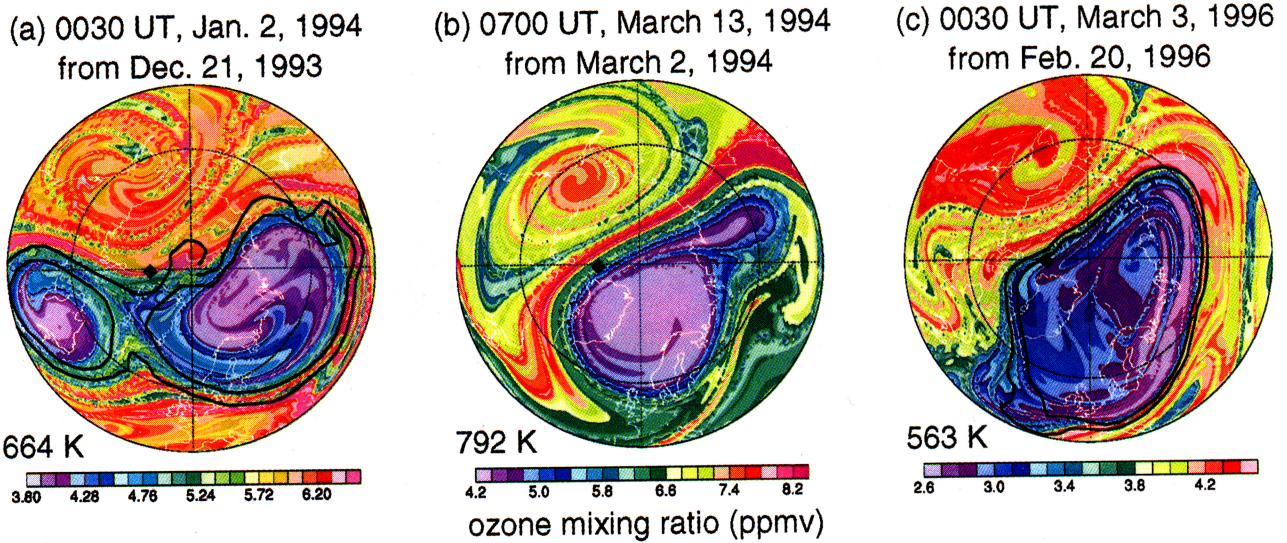 (a) 0030 UT, Jan. 2, 1994
from Dec. 21, 1993
(b) 0700 UT, March 13, 1994
from March 2, 1994
(c) 0030 UT, March 3, 1996
from Feb. 20, 1996
664 K
3.80 4.28 4.76 5.24 5.72 6.20
792 K
4.2 5.0 5.8 6.6 7.4 8.2
563 K
2.6 3.0 3.4 3.8 4.2
ozone mixing ratio (ppmv)